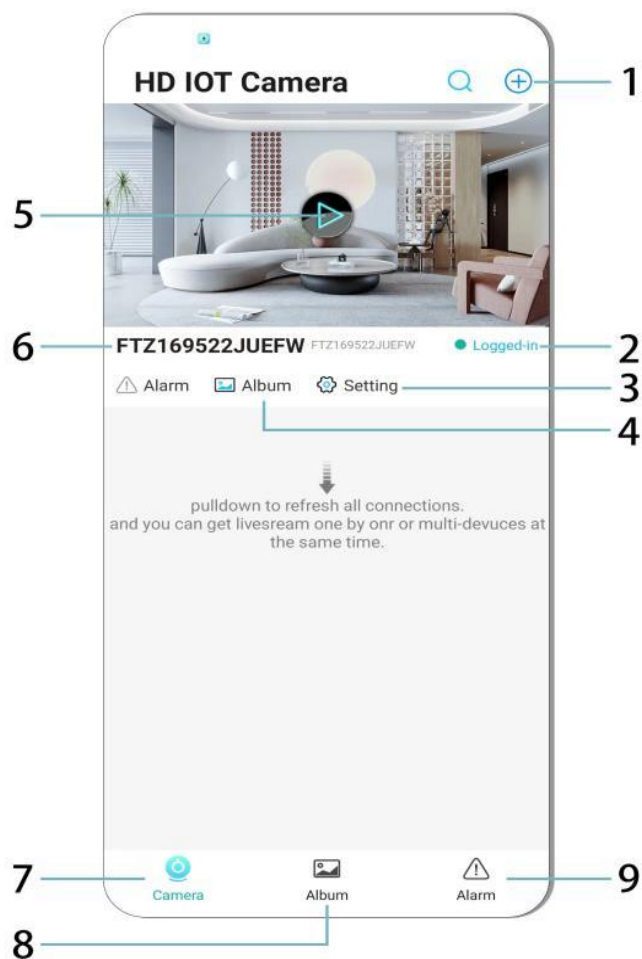 HD IOT Camera
1
5
6
FTZ169522JUEFW FTZ169522JUEFW Logged-in
2
Alarm Album Setting
3
4
pulldown to refresh all connections.
and you can get livesream one by onr or multi-devuces at
the same time.
7
Camera Album Alarm
9
8